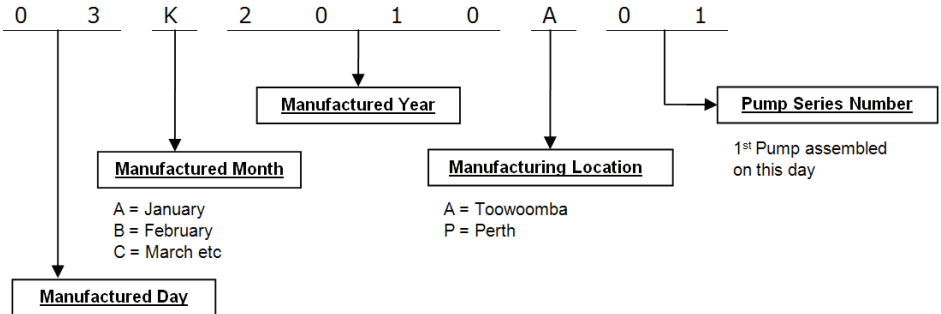 0 3 K 2 0 1 0 A 0 1
Manufactured Year
Pump Series Number
1st Pump assembled
on this day
Manufactured Month
A = January
B = February
C = March etc
Manufacturing Location
A = Toowoomba
P = Perth
Manufactured Day